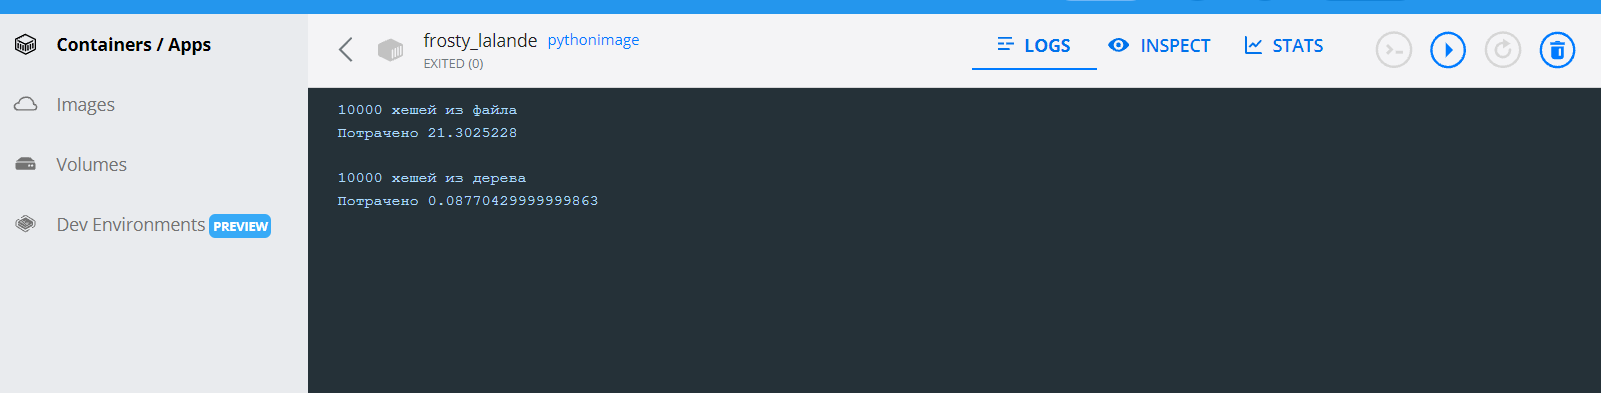 Containers / Apps
Images
Volumes
Dev Environments PREVIEW
frosty_lalande pythonimage
EXITED (0)
LOGS
INSPECT
STATS
10000 хешей из файла
Потрачено 21.3025228
10000 хешей из дерева
Потрачено 0.08770429999999863